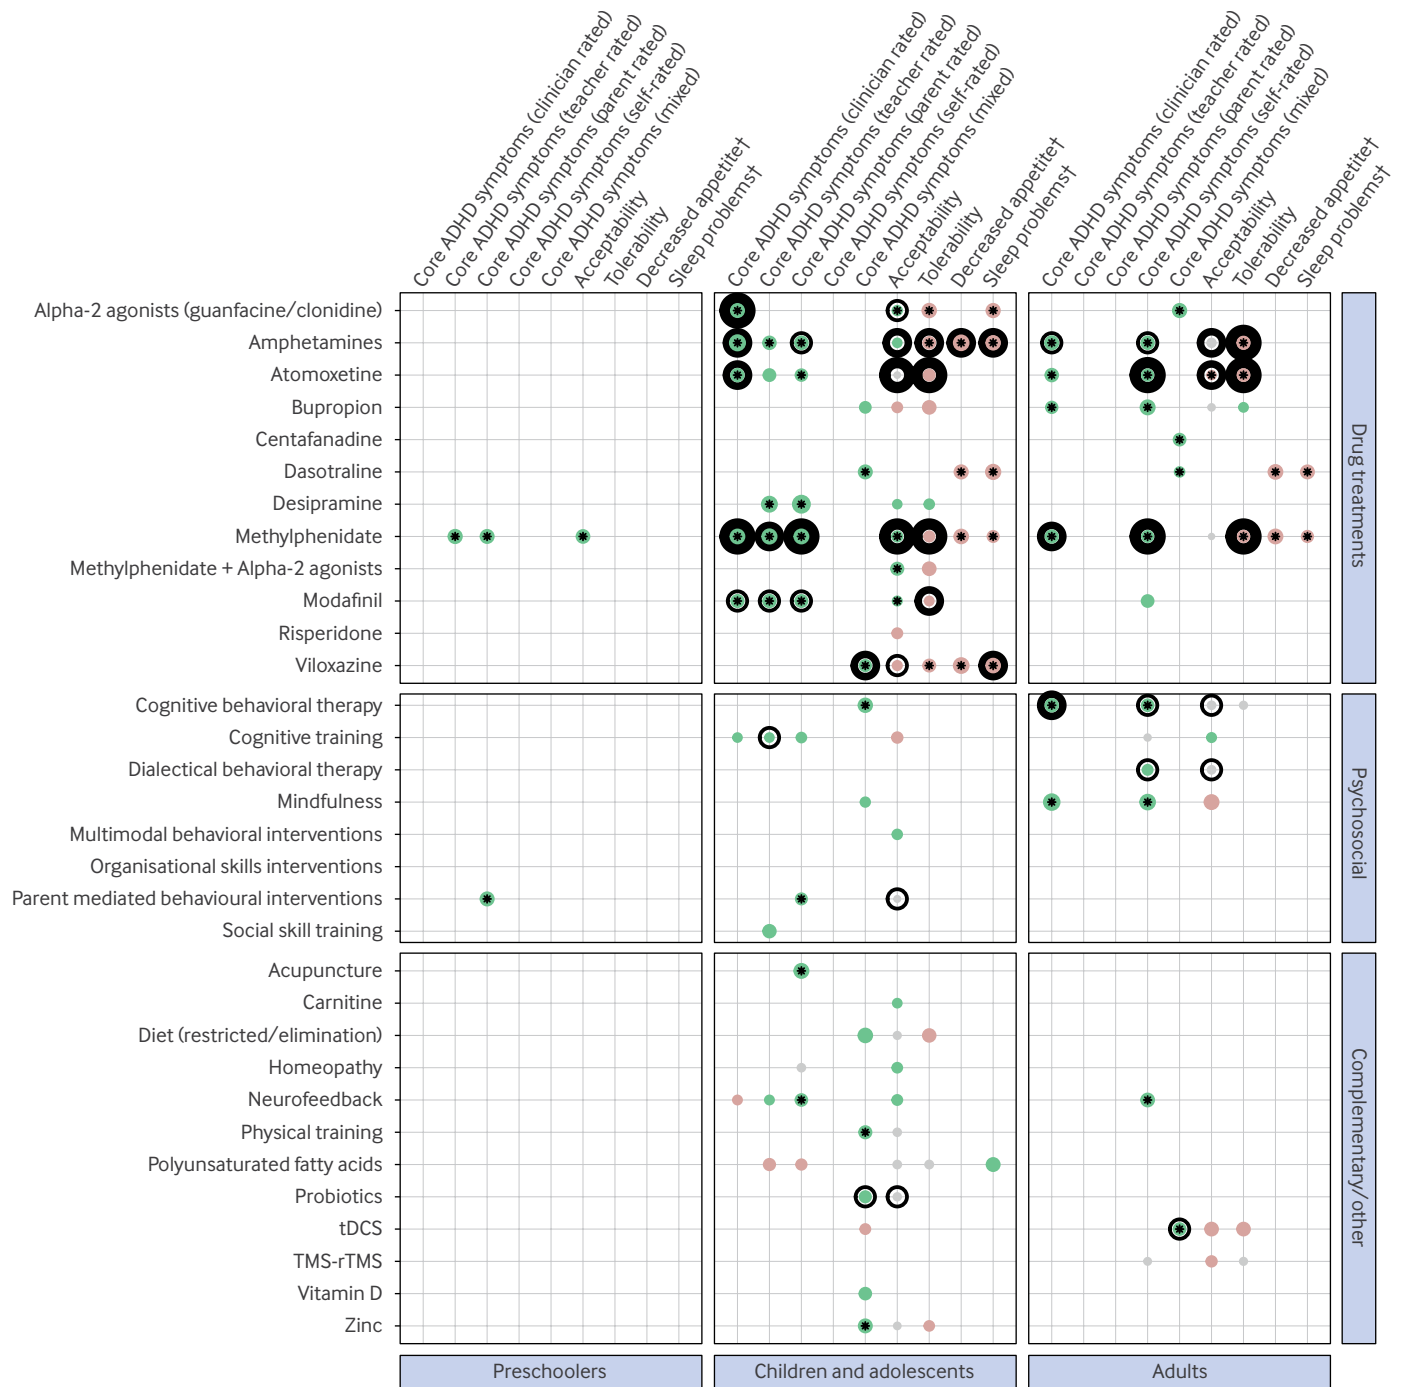 Core ADHD symptoms (clinician rated)
Core ADHD symptoms (teacher rated)
Core ADHD symptoms (parent rated)
Core ADHD symptoms (self-rated)
Core ADHD symptoms (mixed)
Acceptability
Tolerability
Decreased appetite†
Sleep problems†
Core ADHD symptoms (clinician rated)
Core ADHD symptoms (teacher rated)
Core ADHD symptoms (parent rated)
Core ADHD symptoms (self-rated)
Core ADHD symptoms (mixed)
Acceptability
Tolerability
Decreased appetite†
Sleep problems†
Core ADHD symptoms (clinician rated)
Core ADHD symptoms (teacher rated)
Core ADHD symptoms (parent rated)
Core ADHD symptoms (self-rated)
Core ADHD symptoms (mixed)
Acceptability
Tolerability
Decreased appetite†
Sleep problems†
Alpha-2 agonists (guanfacine/clonidine)
Amphetamines
Atomoxetine
Bupropion
Centafanadine
Dasotraline
Desipramine
Methylphenidate
Methylphenidate + Alpha-2 agonists
Modafinil
Risperidone
Viloxazine
Drug treatments
Cognitive behavioral therapy
Cognitive training
Dialectical behavioral therapy
Mindfulness
Multimodal behavioral interventions
Organisational skills interventions
Parent mediated behavioural interventions
Social skill training
Psychosocial
Acupuncture
Carnitine
Diet (restricted/elimination)
Homeopathy
Neurofeedback
Physical training
Polyunsaturated fatty acids
Probiotics
tDCS
TMS-rTMS
Vitamin D
Zinc
Complementary/other
Preschoolers
Children and adolescents
Adults